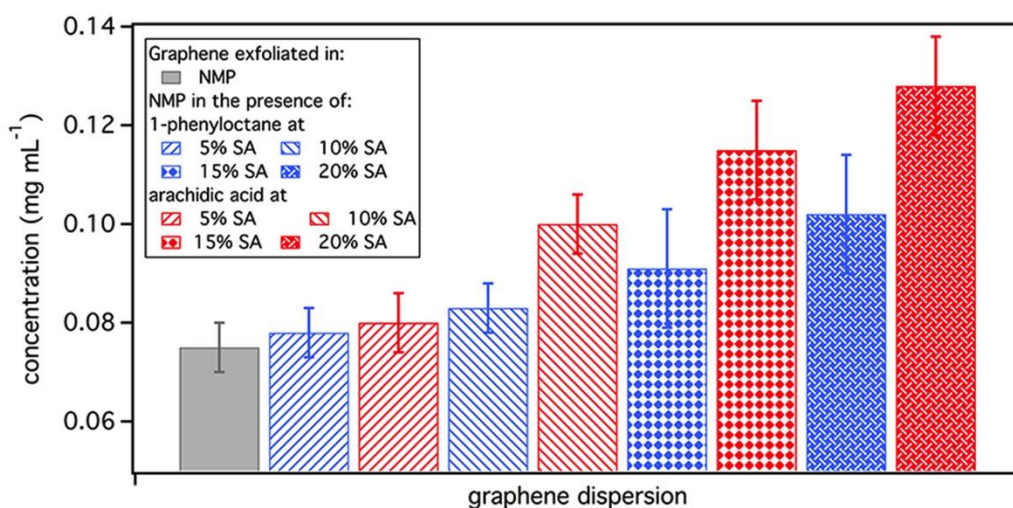 0.14
0.12
0.10
0.08
0.06
concentration (mg mL⁻¹)
Graphene exfoliated in:
NMP
NMP in the presence of:
1-phenyloctane at
5% SA 10% SA
15% SA 20% SA
arachidic acid at
5% SA 10% SA
15% SA 20% SA
graphene dispersion